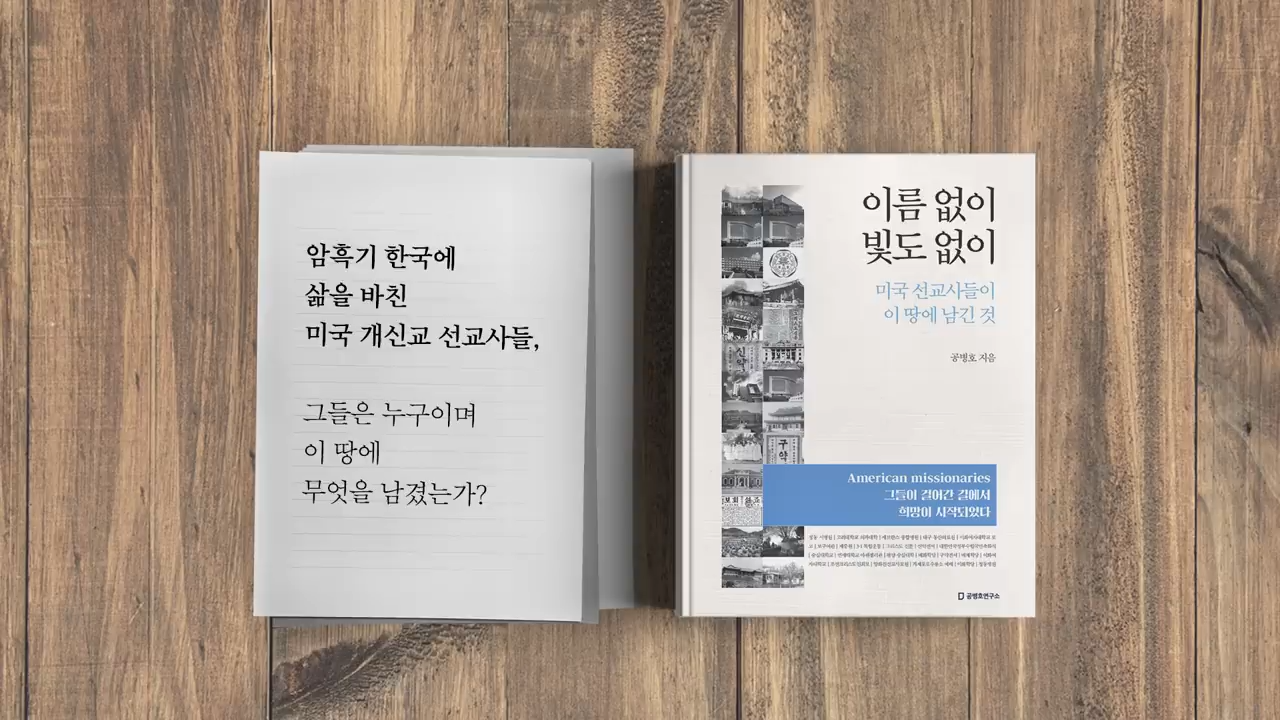 암흑기 한국에
삶을 바친
미국 개신교 선교사들,
그들은 누구이며
이 땅에
무엇을 남겼는가?
이름 없이
빛도 없이
미국 선교사들이
이 땅에 남긴 것
공병호 지음
구약
American missionaries
그들이 걸어간 길에서
희망이 시작되었다
공병호연구소